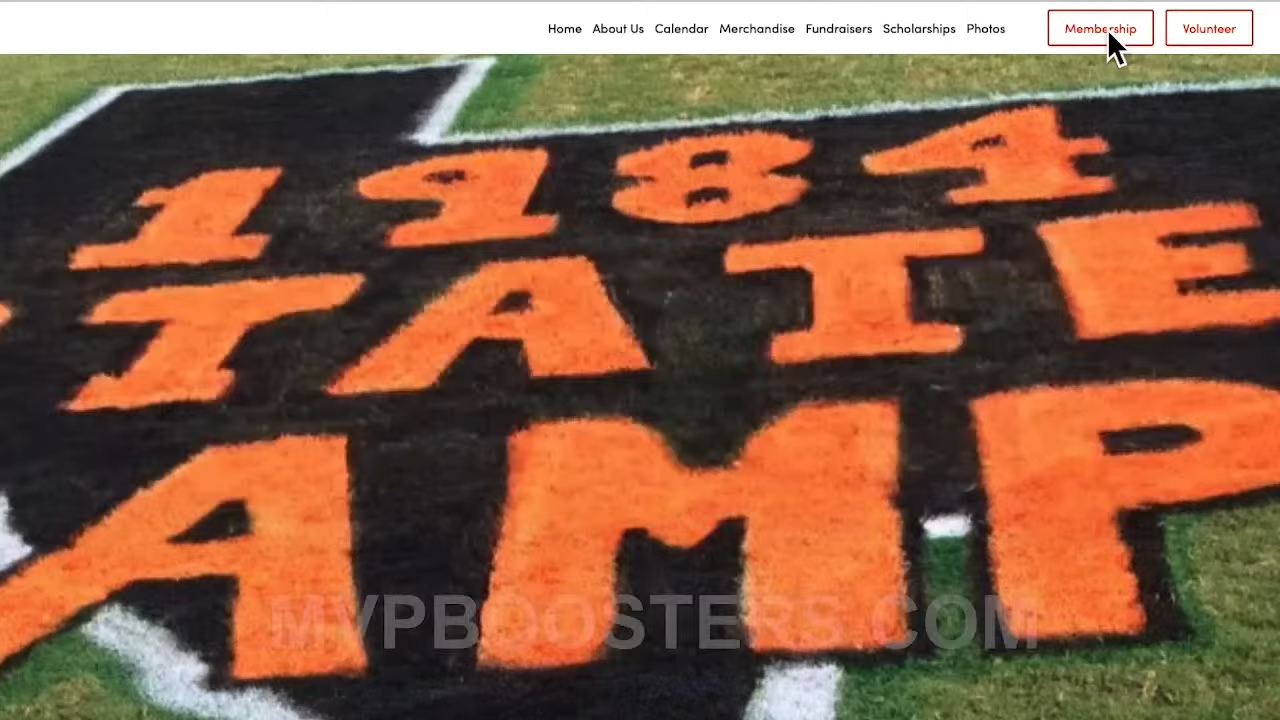 Home About Us Calendar Merchandise Fundraisers Scholarships Photos Membership Volunteer
1984
TATE
AMP
MVPBOOSTERS.COM